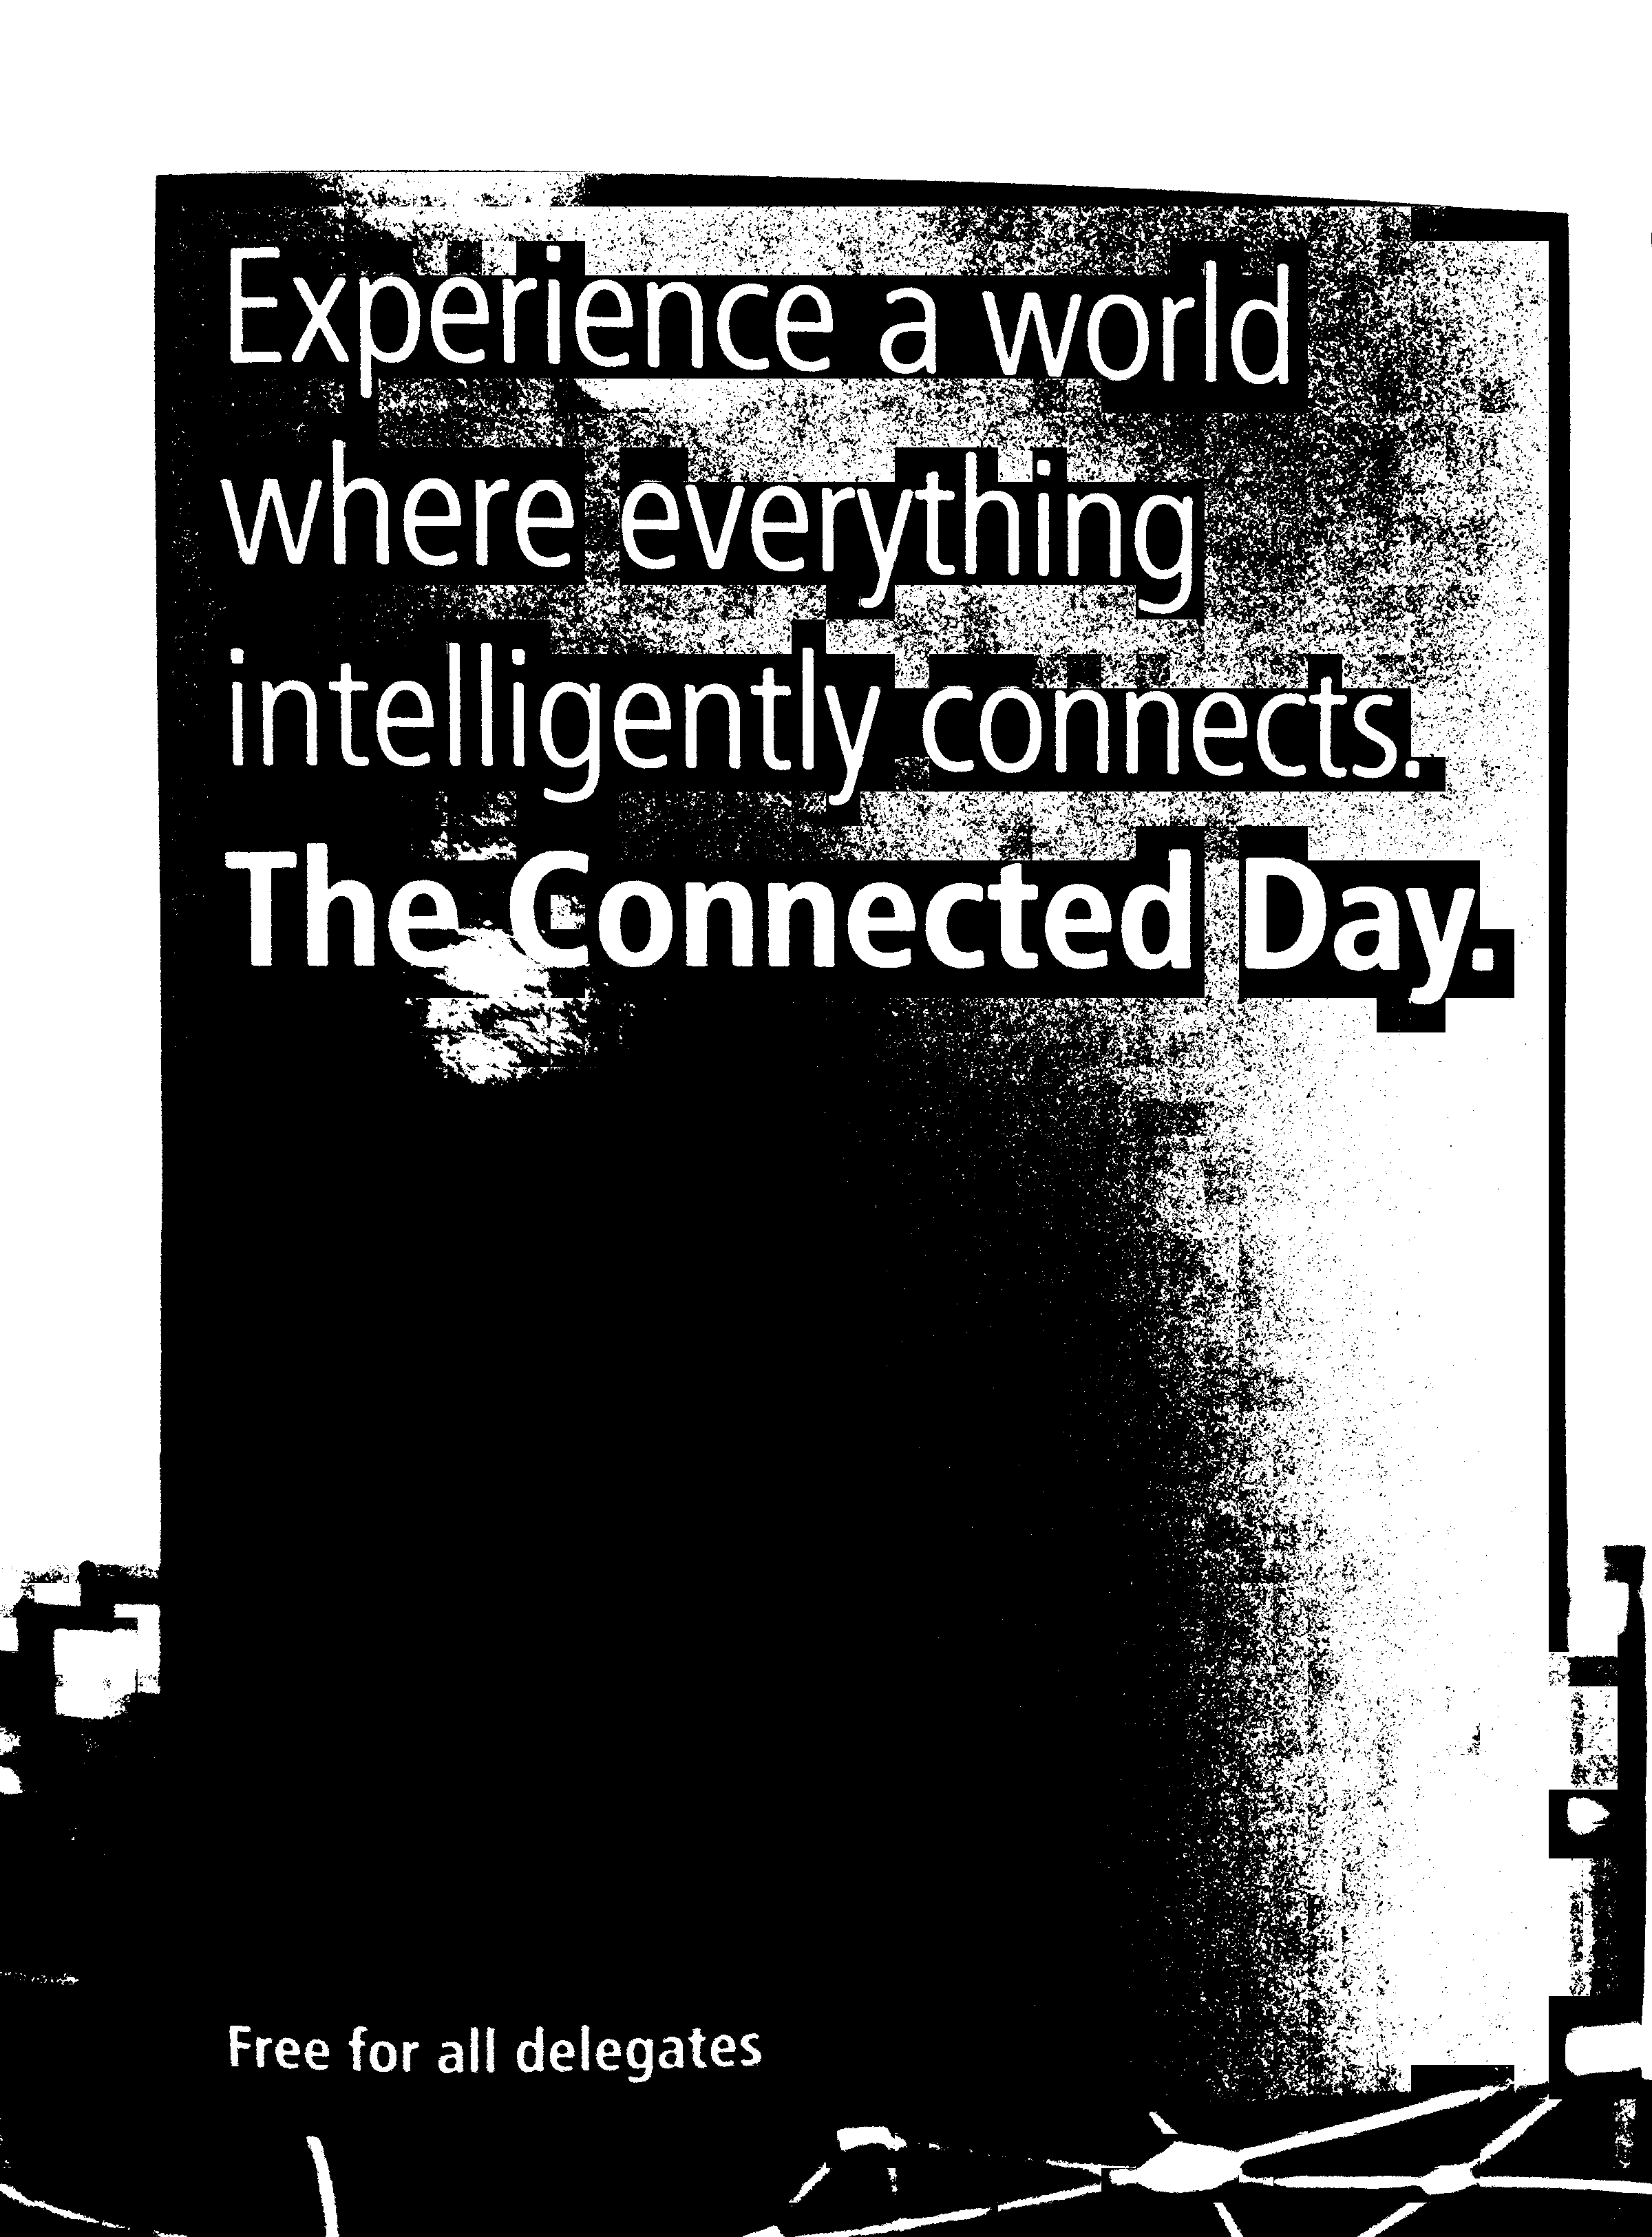 Experience a world
where everything
intelligently connects.
The Connected Day.
Free for all delegates